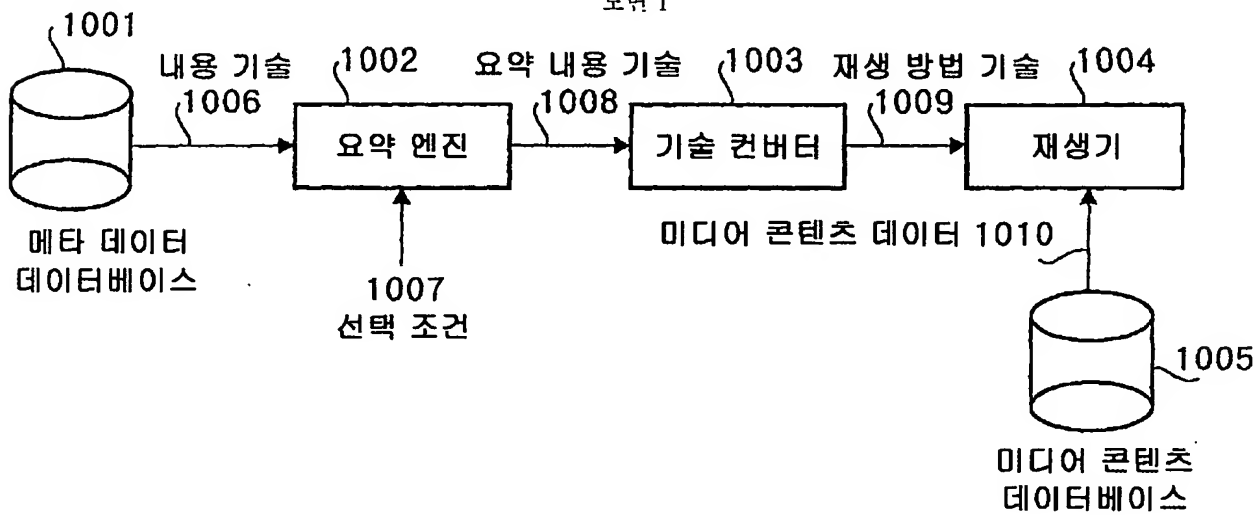 도면 1
1001
내용 기술
1006
1002
요약 엔진
요약 내용 기술
1008
1003
기술 컨버터
재생 방법 기술
1009
1004
재생기
메타 데이터
데이터베이스
1007
선택 조건
미디어 콘텐츠 데이터 1010
1005
미디어 콘텐츠
데이터베이스